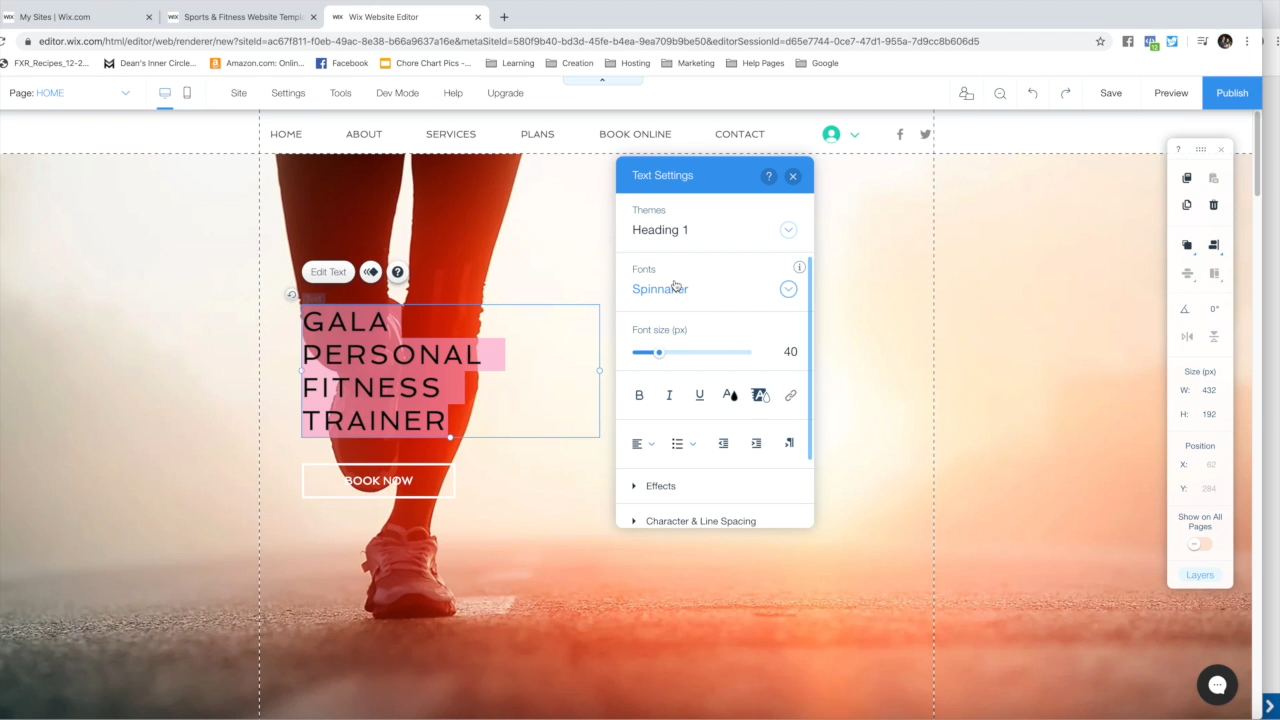 My Sites | Wix.com
Sports & Fitness Website Templ
Wix Website Editor
editor.wix.com/html/editor/web/renderer/new?siteId=ac67f811-f0eb-49ac-8e38-b66a9637a16e&metaSiteId=580f9b40-bd3d-45fe-b4ea-9ea709b9be50&editorSessionId=d65e7744-0ce7-47d1-955a-7d9cc8b606d5
FXR_Recipes_12-2...
Dean's Inner Circle...
Amazon.com: Onlin...
Facebook
Chore Chart Pics -...
Learning
Creation
Hosting
Marketing
Help Pages
Google
Page: HOME
Site
Settings
Tools
Dev Mode
Help
Upgrade
Save
Preview
Publish
HOME
ABOUT
SERVICES
PLANS
BOOK ONLINE
CONTACT
Text Settings
Themes
Heading 1
Fonts
Spinnaker
Font size (px)
40
Effects
Character & Line Spacing
Edit Text
GALA
PERSONAL
FITNESS
TRAINER
BOOK NOW
0°
Size (px)
W: 432
H: 192
Position
X: 62
Y: 284
Show on All
Pages
Layers